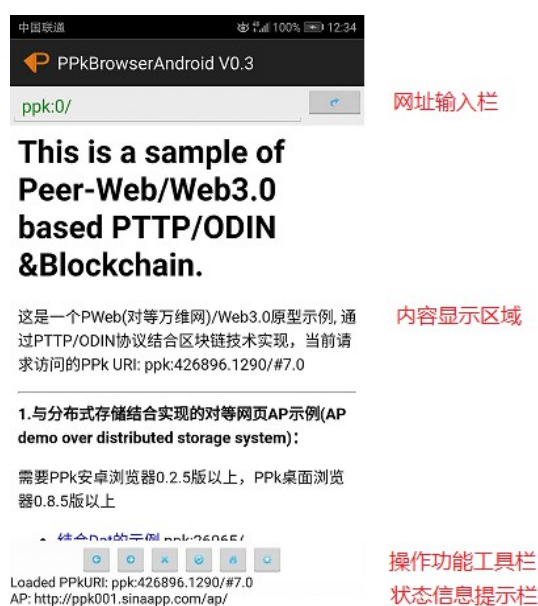 中国联通 100% 12:34
PPkBrowserAndroid V0.3
ppk:0/
网址输入栏
This is a sample of
Peer-Web/Web3.0
based PTTP/ODIN
&Blockchain.
这是一个PWeb(对等万维网)/Web3.0原型示例, 通
过PTTP/ODIN协议结合区块链技术实现，当前请
求访问的PPk URI: ppk:426896.1290/#7.0
内容显示区域
1.与分布式存储结合实现的对等网页AP示例(AP
demo over distributed storage system)：
需要PPk安卓浏览器0.2.5版以上，PPk桌面浏览
器0.8.5版以上
结合Dat的示例 ppk:26065/
操作功能工具栏
Loaded PPkURI: ppk:426896.1290/#7.0
AP: http://ppk001.sinaapp.com/ap/
状态信息提示栏